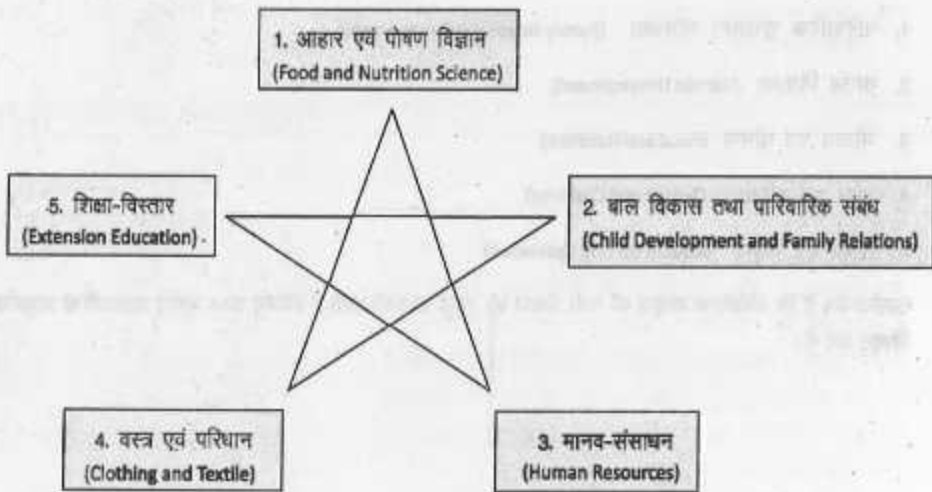 1. आहार एवं पोषण विज्ञान
(Food and Nutrition Science)
5. शिक्षा-विस्तार
(Extension Education)
2. बाल विकास तथा पारिवारिक संबंध
(Child Development and Family Relations)
4. वस्त्र एवं परिधान
(Clothing and Textile)
3. मानव-संसाधन
(Human Resources)